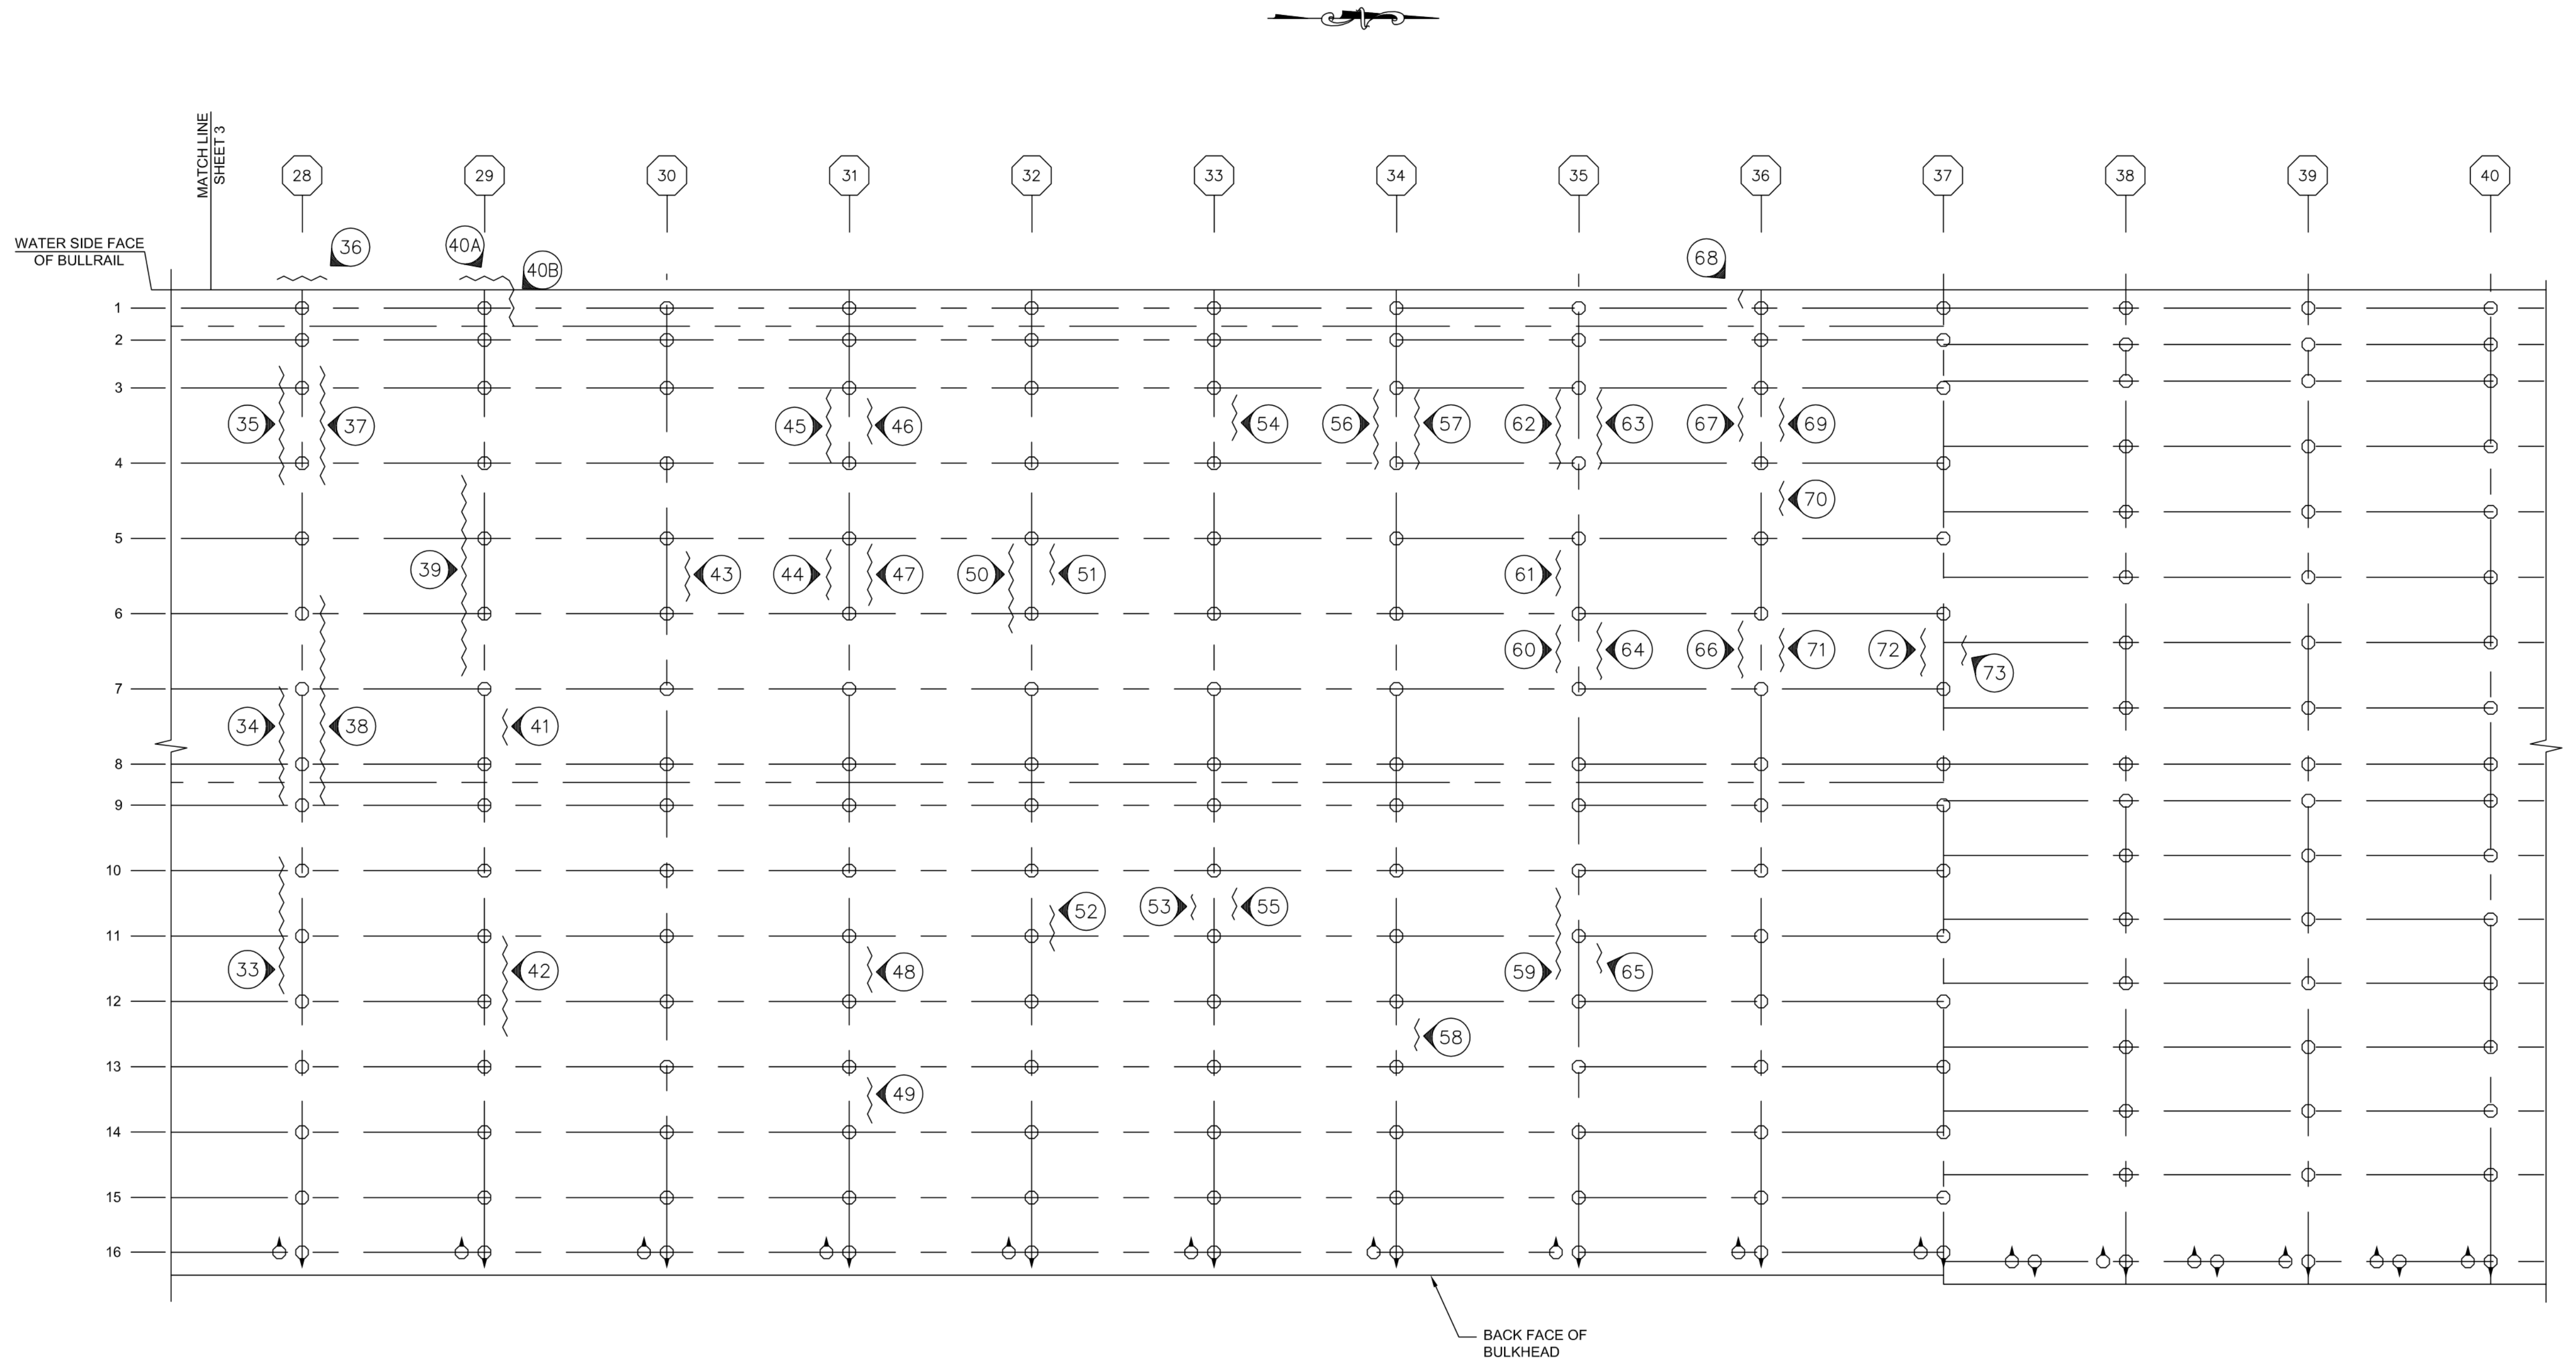 MATCH LINE
SHEET 3
28 29 30 31 32 33 34 35 36 37 38 39 40
WATER SIDE FACE
OF BULLRAIL
36 40A 40B 68
1
2
3
35 37 45 46 54 56 57 62 63 67 69
4
70
5
39 43 44 47 50 51 61
6
60 64 66 71 72 73
7
34 38 41
8
9
10
52 53 55
11
33 42 48 59 65
12
58
13
49
14
15
16
BACK FACE OF
BULKHEAD